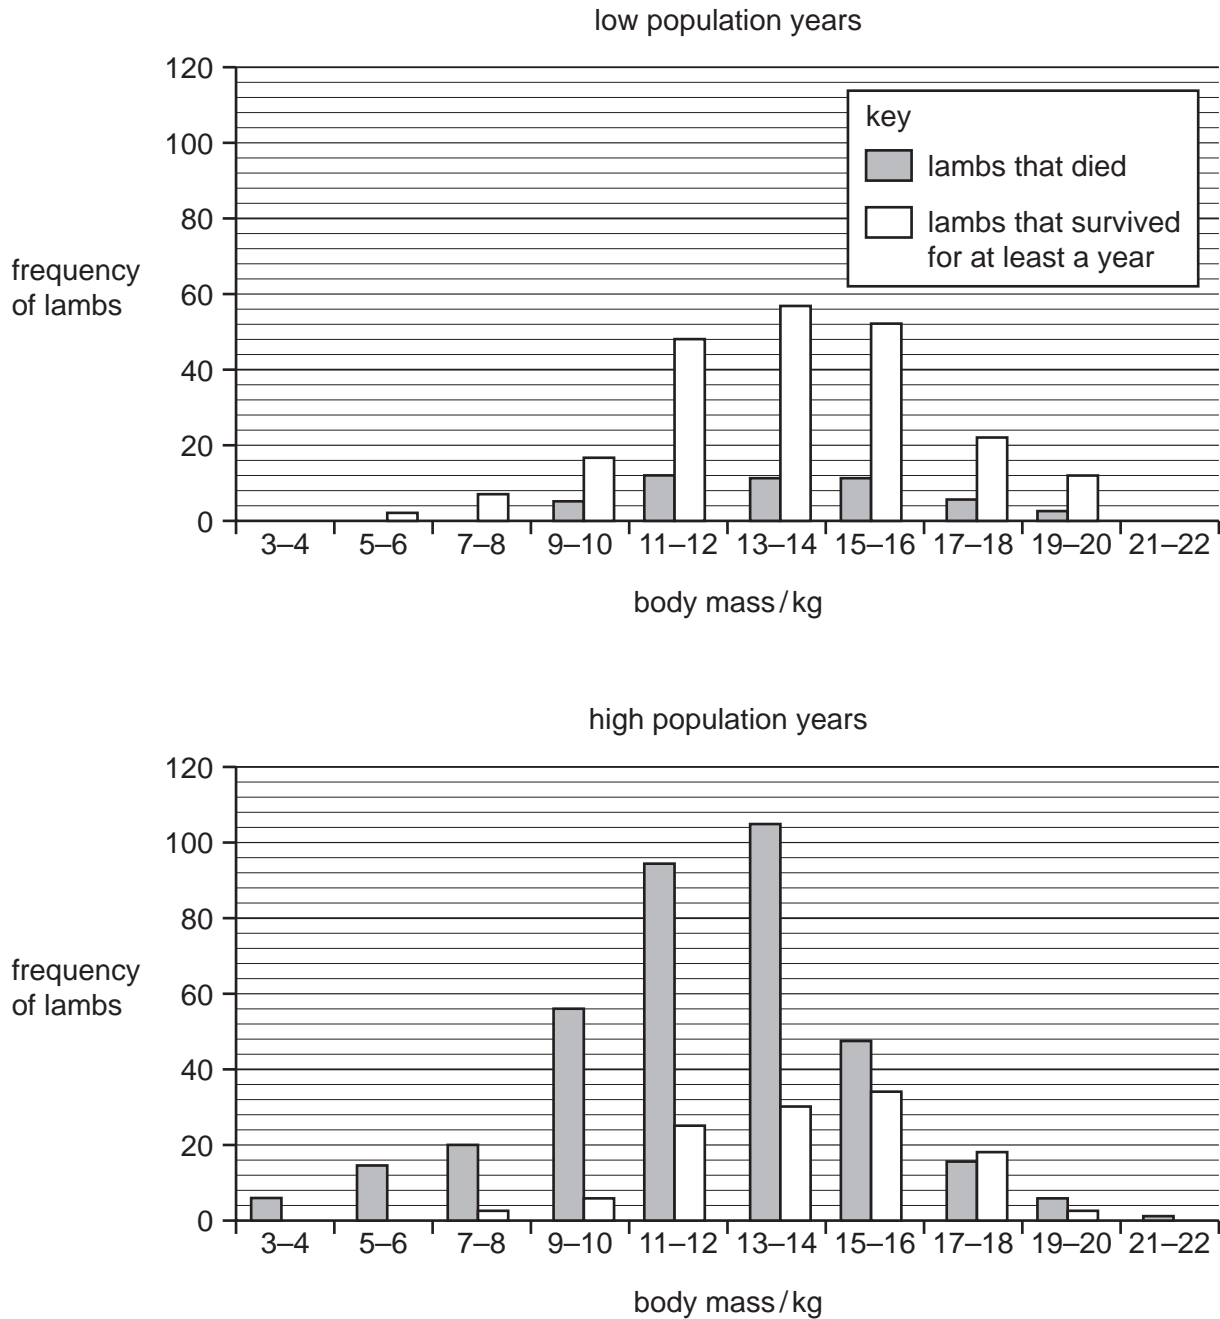 low population years
120
100
80
60
40
20
0
frequency
of lambs
key
lambs that died
lambs that survived
for at least a year
3–4 5–6 7–8 9–10 11–12 13–14 15–16 17–18 19–20 21–22
body mass / kg
high population years
120
100
80
60
40
20
0
frequency
of lambs
3–4 5–6 7–8 9–10 11–12 13–14 15–16 17–18 19–20 21–22
body mass / kg